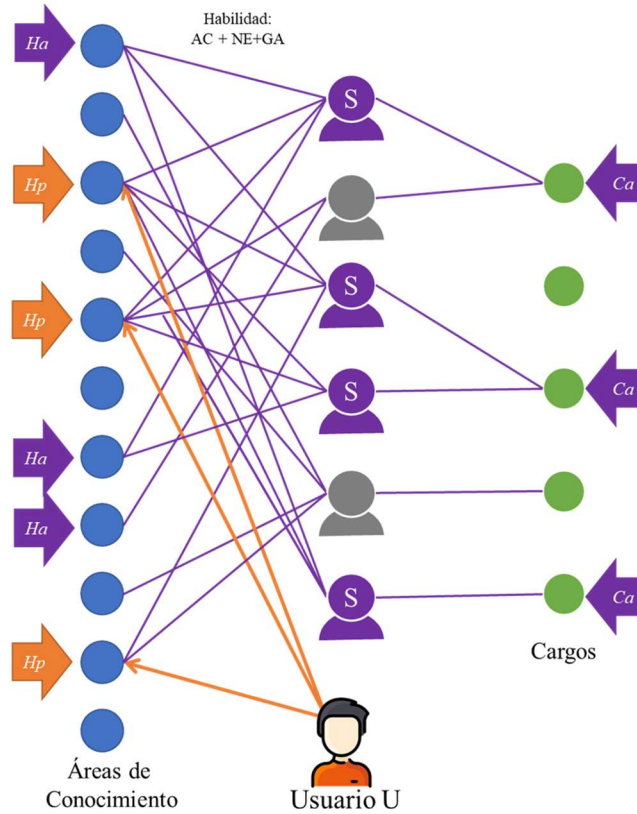 Habilidad:
AC + NE+GA
Ha
S
Hp
Ca
Hp
S
S
Ca
Ha
Ha
S
Ca
Hp
Cargos
Áreas de
Conocimiento
Usuario U